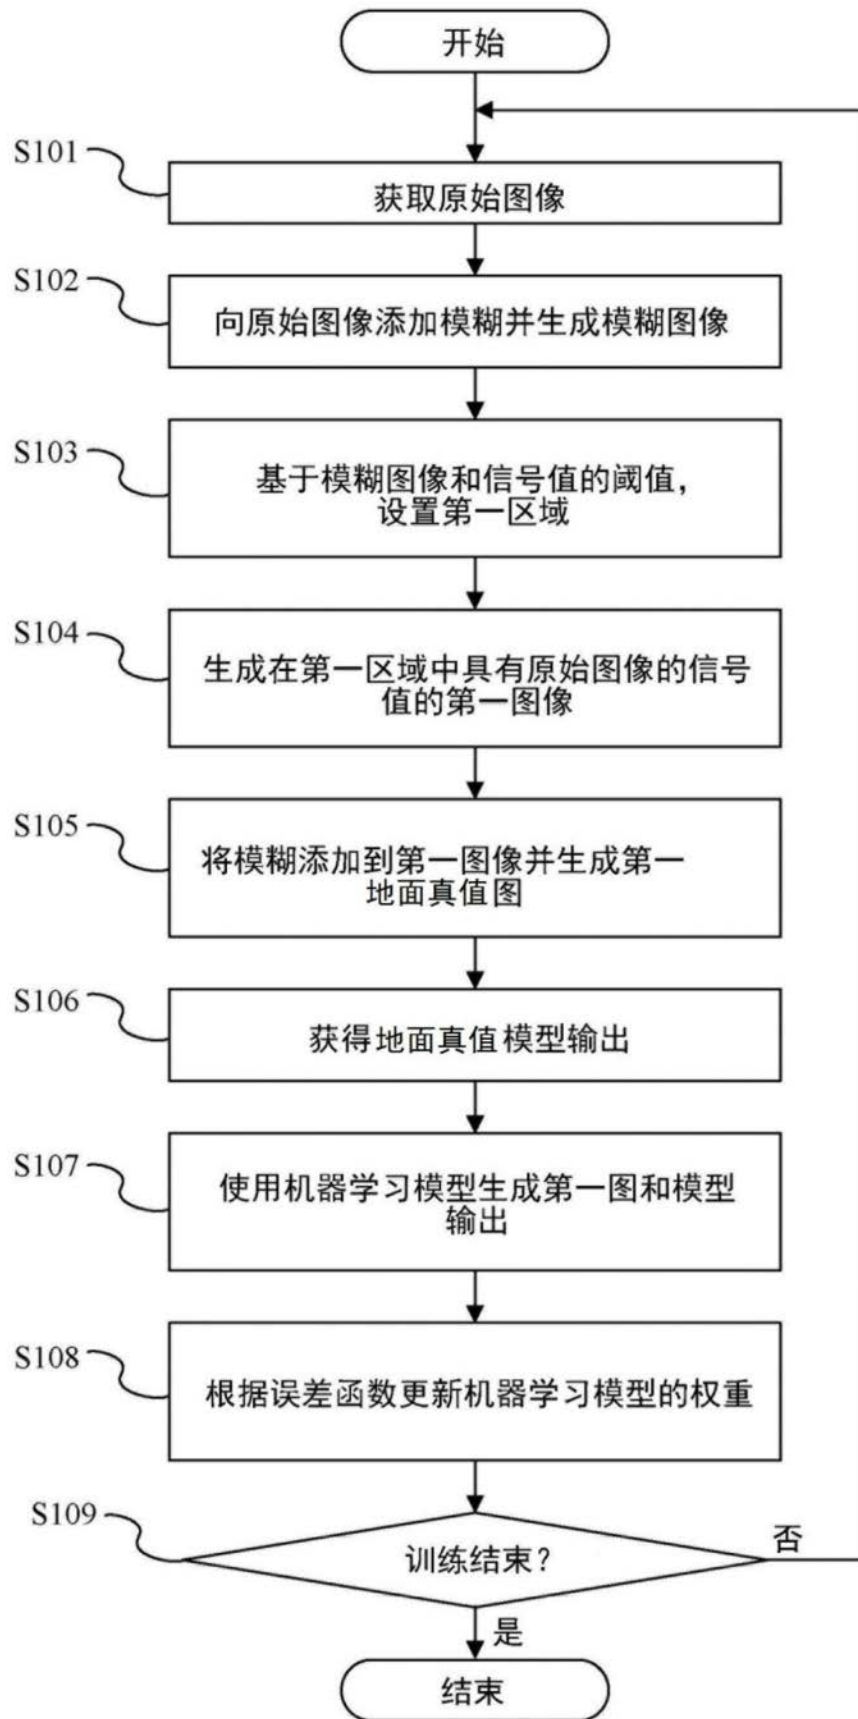 开始
S101
获取原始图像
S102
向原始图像添加模糊并生成模糊图像
S103
基于模糊图像和信号值的阈值，
设置第一区域
S104
生成在第一区域中具有原始图像的信号
值的第一图像
S105
将模糊添加到第一图像并生成第一
地面真值图
S106
获得地面真值模型输出
S107
使用机器学习模型生成第一图和模型
输出
S108
根据误差函数更新机器学习模型的权重
S109
训练结束？
否
是
结束